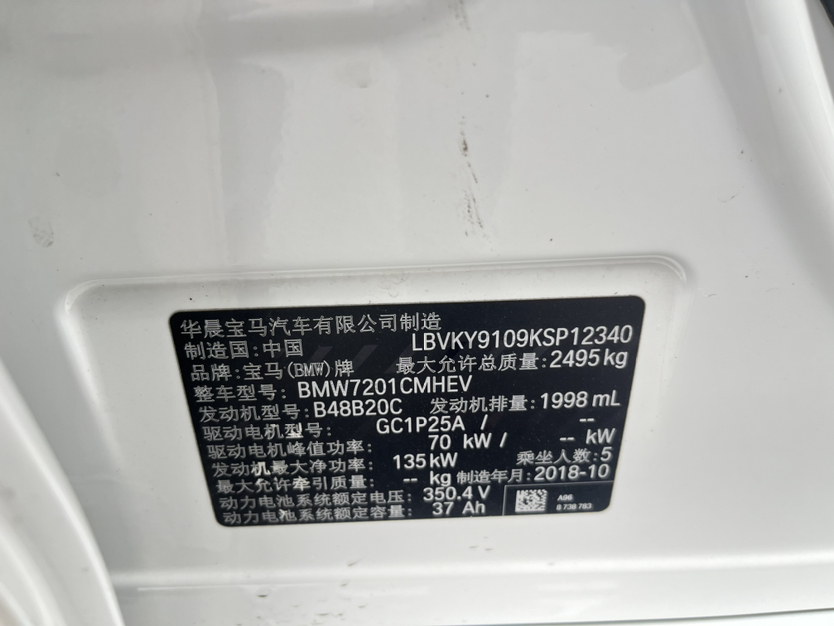 华晨宝马汽车有限公司制造
制造国:中国 LBVKY9109KSP12340
品牌:宝马(BMW)牌 最大允许总质量:2495kg
整车型号:BMW7201CMHEV
发动机型号:B48B20C 发动机排量:1998 mL
驱动电机型号: GC1P25A / --
驱动电机峰值功率: 70 kW / -- kW
发动机最大净功率: 135kW 乘坐人数:5
最大允许牵引质量: -- kg 制造年月:2018-10
动力电池系统额定电压:350.4 V
动力电池系统额定容量: 37 Ah
A96
8 738 783